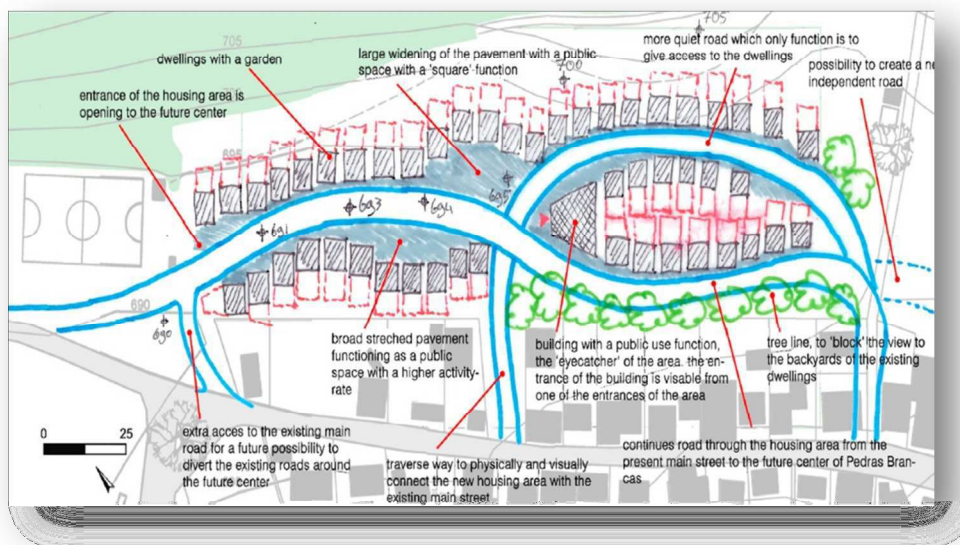 705
705
dwellings with a garden
large widening of the pavement with a public
space with a 'square' function
700
more quiet road which only function is to
give access to the dwellings
possibility to create a ne
independent road
entrance of the housing area is
opening to the future center
695
695
693
694
691
690
690
broad streched pavement
functioning as a public
space with a higher activity-
rate
building with a public use function,
the 'eyecatcher' of the area. the en-
trance of the building is visable from
one of the entrances of the area
tree line, to 'block' the view to
the backyards of the existing
dwellings
0 25
extra acces to the existing main
road for a future possibility to
divert the existing roads around
the future center
traverse way to physically and visually
connect the new housing area with the
existing main street
continues road through the housing area from the
present main street to the future center of Pedras Bran-
cas